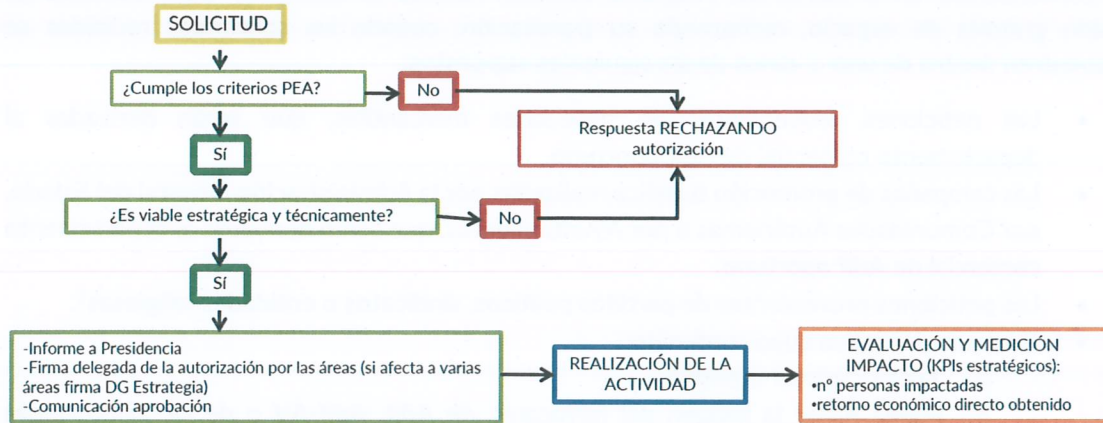 SOLICITUD
¿Cumple los criterios PEA?
No
Respuesta RECHAZANDO
autorización
Sí
¿Es viable estratégica y técnicamente?
No
Sí
-Informe a Presidencia
-Firma delegada de la autorización por las áreas (si afecta a varias
áreas firma DG Estrategia)
-Comunicación aprobación
REALIZACIÓN DE LA
ACTIVIDAD
EVALUACIÓN Y MEDICIÓN
IMPACTO (KPIs estratégicos):
•nº personas impactadas
•retorno económico directo obtenido